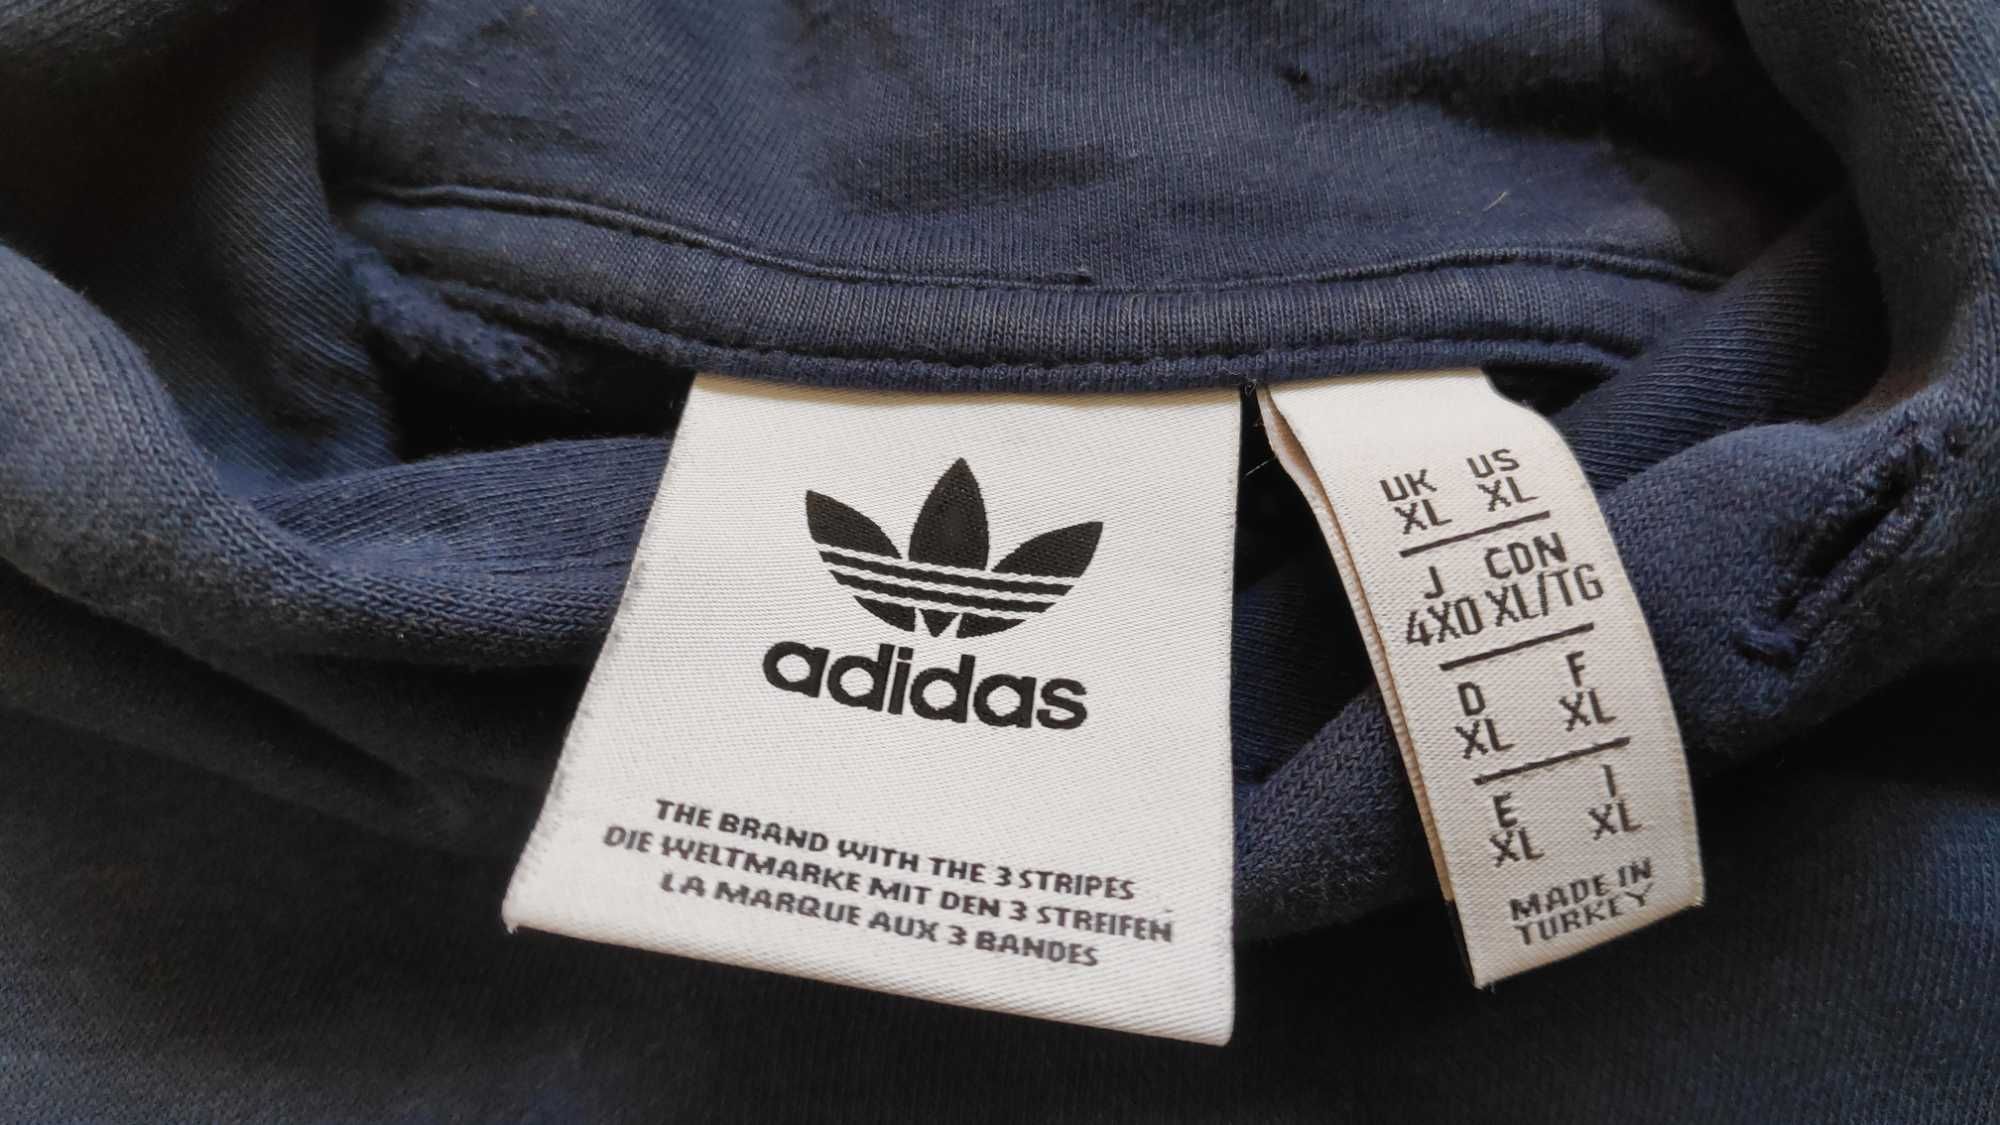 adidas
THE BRAND WITH THE 3 STRIPES
DIE WELTMARKE MIT DEN 3 STREIFEN
LA MARQUE AUX 3 BANDES
UK US
XL XL
J CDN
4XO XL/TG
D F
XL XL
E I
XL XL
MADE IN
TURKEY